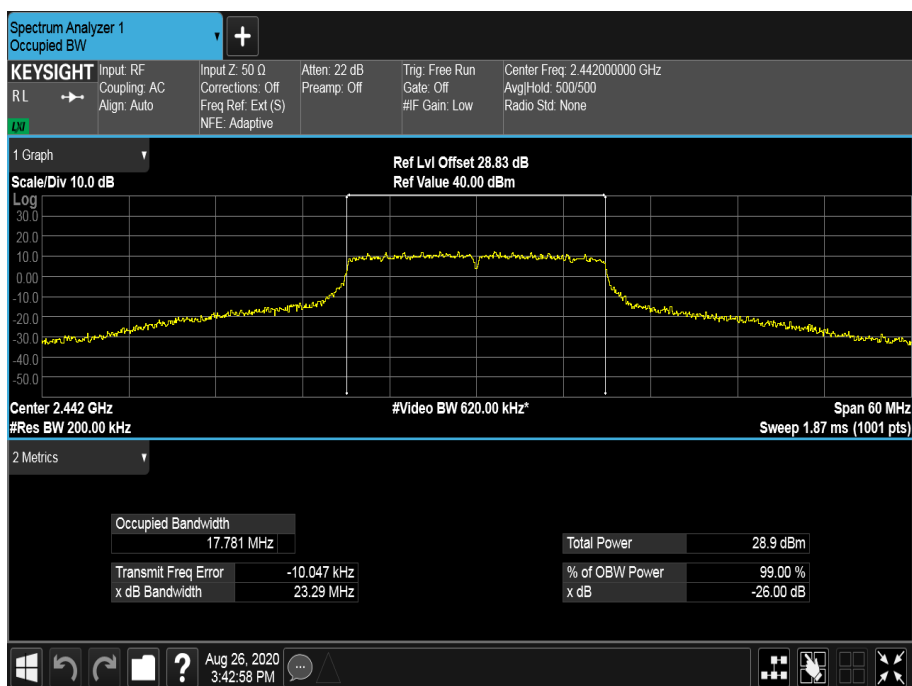 Spectrum Analyzer 1
Occupied BW
+
KEYSIGHT
RL
LXI
Input: RF
Coupling: AC
Align: Auto
Input Z: 50 Ω
Corrections: Off
Freq Ref: Ext (S)
NFE: Adaptive
Atten: 22 dB
Preamp: Off
Trig: Free Run
Gate: Off
#IF Gain: Low
Center Freq: 2.442000000 GHz
Avg|Hold: 500/500
Radio Std: None
1 Graph
Scale/Div 10.0 dB
Ref Lvl Offset 28.83 dB
Ref Value 40.00 dBm
Log
30.0
20.0
10.0
0.00
-10.0
-20.0
-30.0
-40.0
-50.0
Center 2.442 GHz
#Video BW 620.00 kHz*
Span 60 MHz
#Res BW 200.00 kHz
Sweep 1.87 ms (1001 pts)
2 Metrics
Occupied Bandwidth
17.781 MHz
Total Power 28.9 dBm
Transmit Freq Error -10.047 kHz
% of OBW Power 99.00 %
x dB Bandwidth 23.29 MHz
x dB -26.00 dB
?
Aug 26, 2020
3:42:58 PM